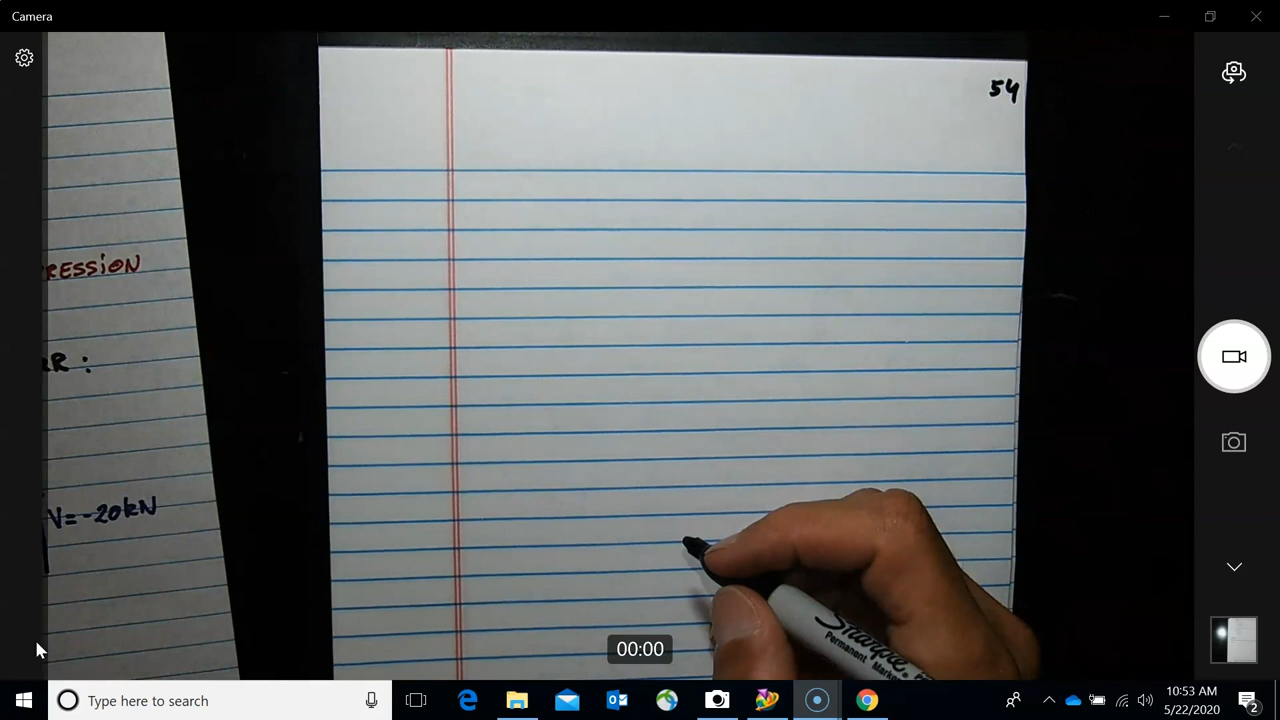 Camera
54
RESSION
R :
V=-20kN
00:00
Sharpie
Permanent Marker
Type here to search
10:53 AM
5/22/2020
2